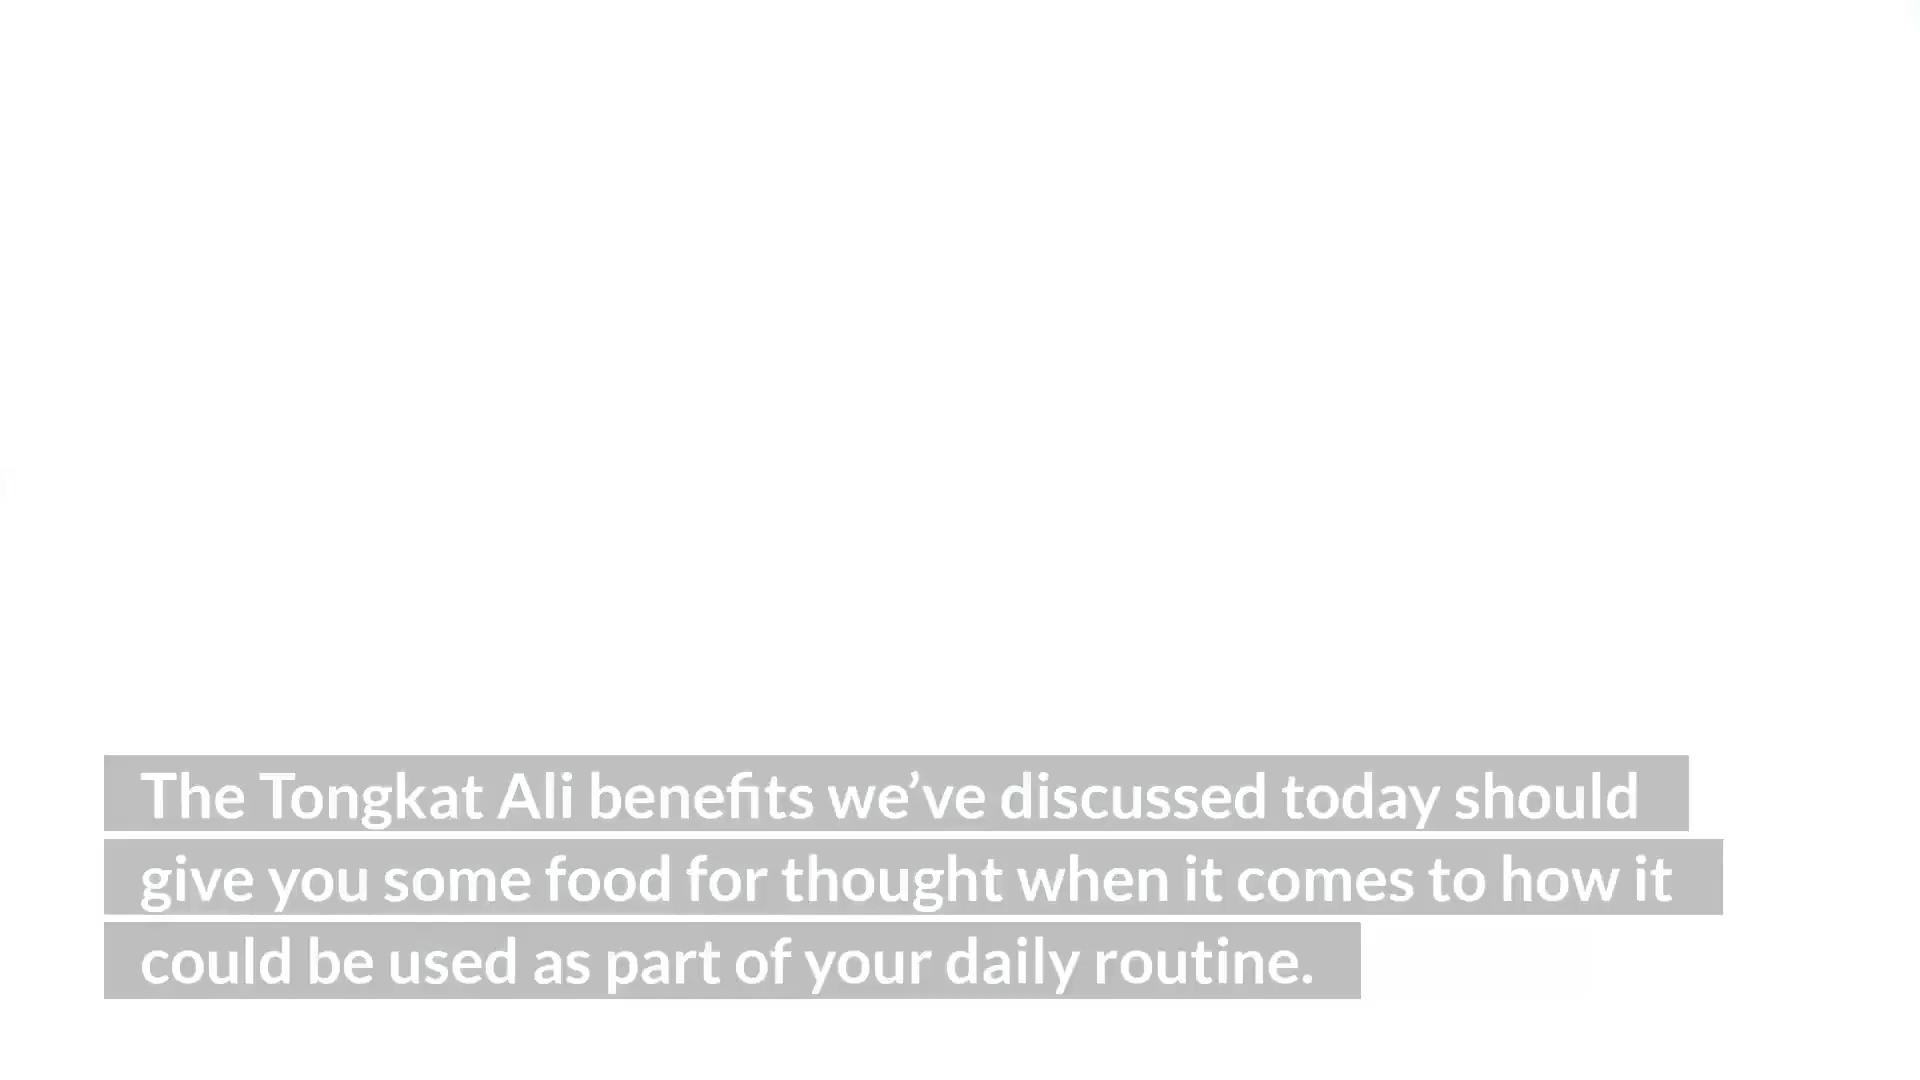 The Tongkat Ali benefits we’ve discussed today should
give you some food for thought when it comes to how it
could be used as part of your daily routine.